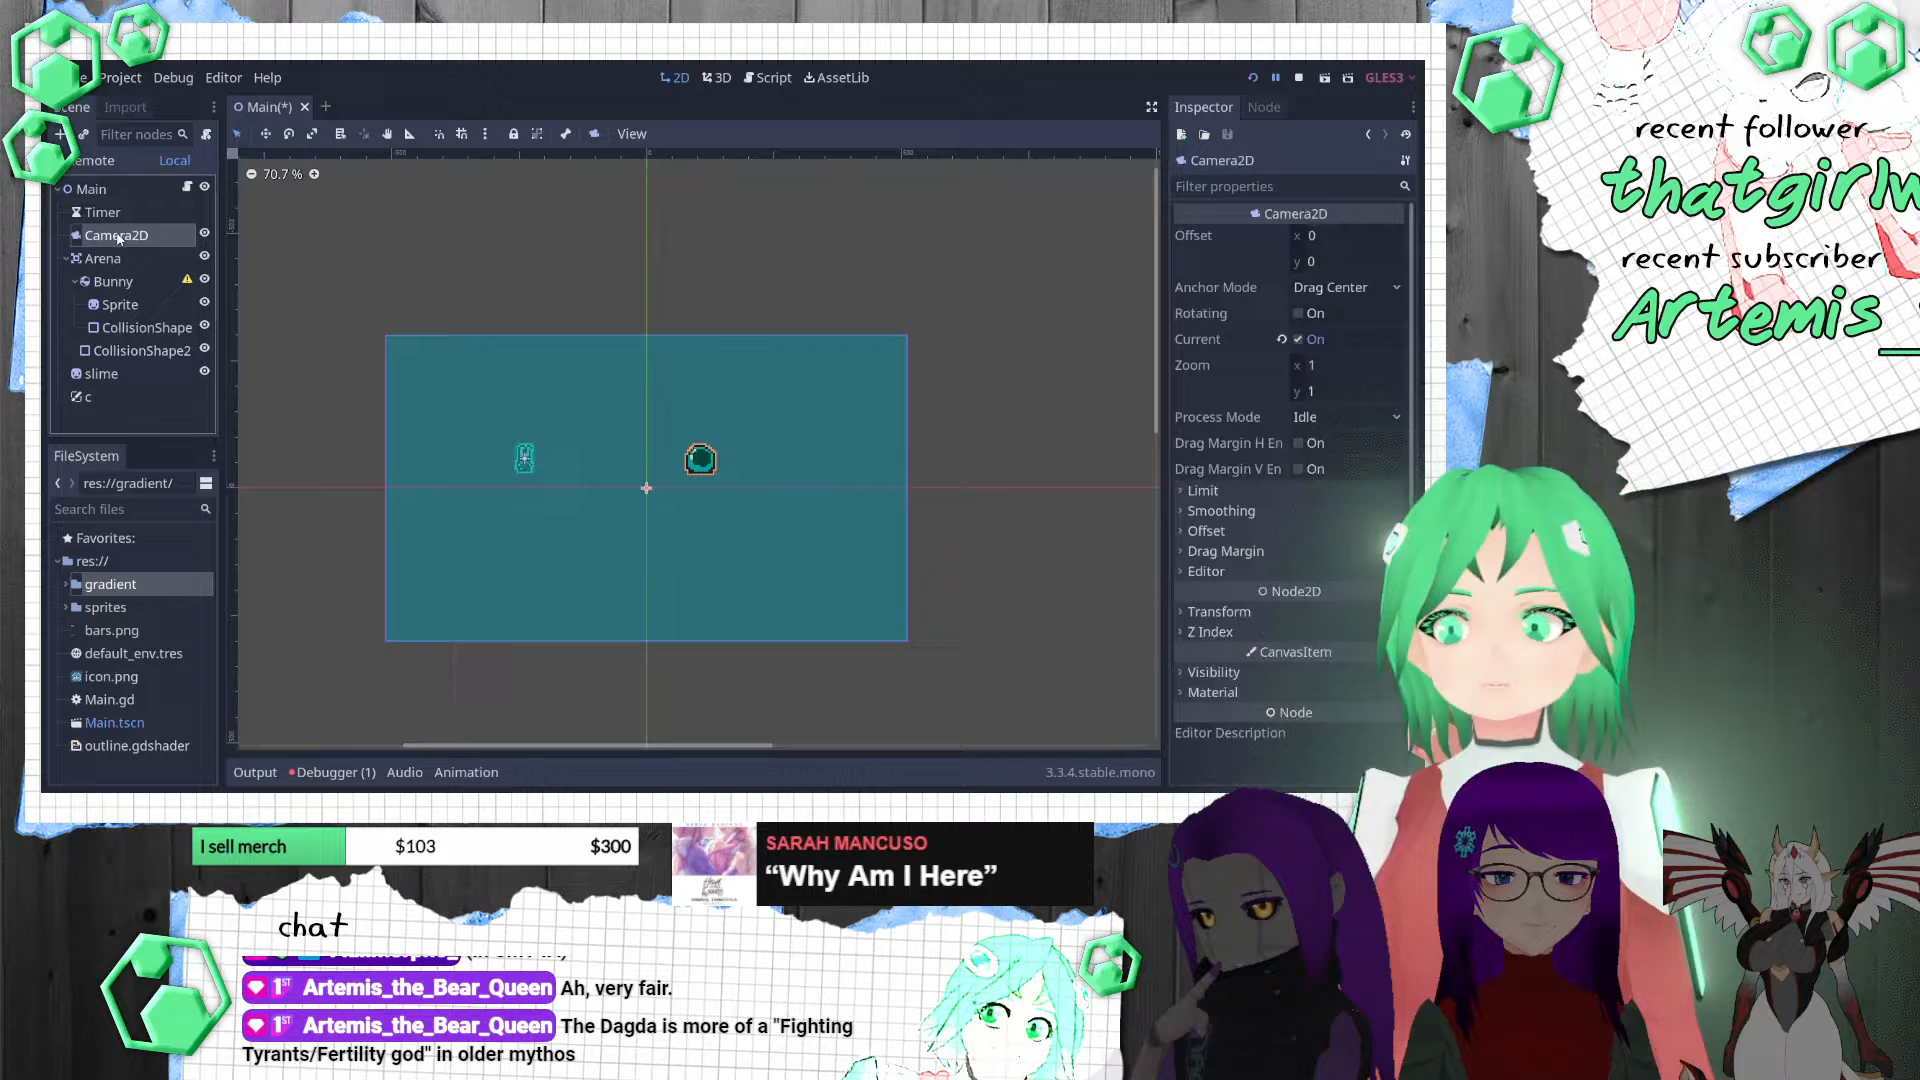 Project Debug Editor Help
2D 3D Script AssetLib
GLES3
Import
Main(*)
Inspector Node
Filter nodes
View
Local
Camera2D
Main
70.7 %
Filter properties
Timer
Camera2D
Camera2D
Offset x 0
y 0
Arena
Bunny
Anchor Mode Drag Center
Sprite
Rotating On
CollisionShape
Current On
CollisionShape2
Zoom x 1
y 1
slime
c
Process Mode Idle
Drag Margin H En On
Drag Margin V En On
FileSystem
Limit
res://gradient/
Smoothing
Search files
Offset
Favorites:
Drag Margin
res://
Editor
gradient
Node2D
sprites
Transform
bars.png
Z Index
default_env.tres
CanvasItem
icon.png
Visibility
Main.gd
Material
Main.tscn
Node
outline.gdshader
Editor Description
Output Debugger (1) Audio Animation
3.3.4.stable.mono
recent follower
thatgirlw
recent subscriber
Artemis_
I sell merch $103 $300
SARAH MANCUSO
“Why Am I Here”
chat
1ST Artemis_the_Bear_Queen Ah, very fair.
1ST Artemis_the_Bear_Queen The Dagda is more of a "Fighting
Tyrants/Fertility god" in older mythos